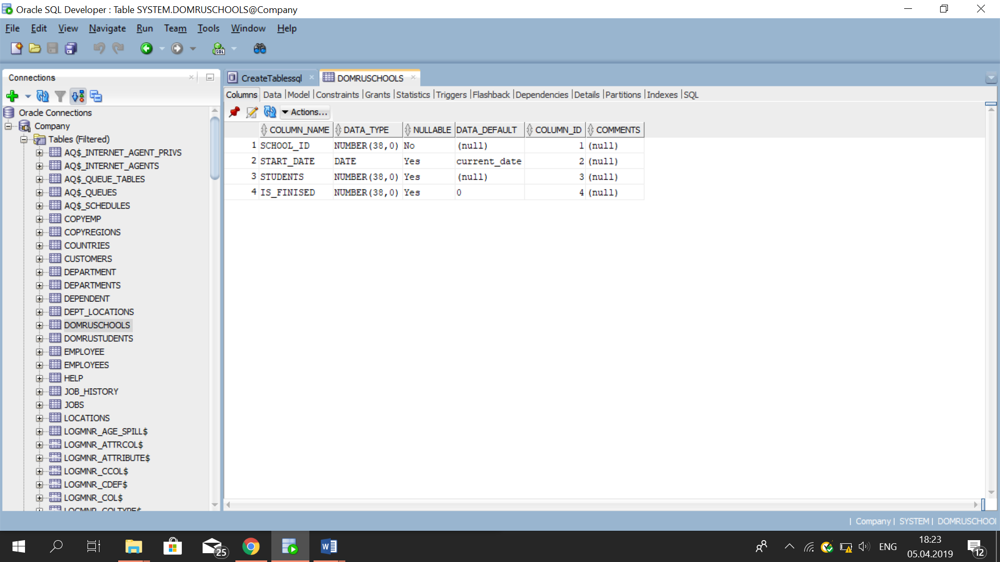 Oracle SQL Developer : Table SYSTEM.DOMRUSCHOOLS@Company
File Edit View Navigate Run Team Tools Window Help
SQL
Connections
CreateTablessql DOMRUSCHOOLS
Columns Data Model Constraints Grants Statistics Triggers Flashback Dependencies Details Partitions Indexes SQL
Actions...
COLUMN_NAME DATA_TYPE NULLABLE DATA_DEFAULT COLUMN_ID COMMENTS
1 SCHOOL_ID NUMBER(38,0) No (null) 1 (null)
2 START_DATE DATE Yes current_date 2 (null)
3 STUDENTS NUMBER(38,0) Yes (null) 3 (null)
4 IS_FINISED NUMBER(38,0) Yes 0 4 (null)
Oracle Connections
Company
Tables (Filtered)
AQ$_INTERNET_AGENT_PRIVS
AQ$_INTERNET_AGENTS
AQ$_QUEUE_TABLES
AQ$_QUEUES
AQ$_SCHEDULES
COPYEMP
COPYREGIONS
COUNTRIES
CUSTOMERS
DEPARTMENT
DEPARTMENTS
DEPENDENT
DEPT_LOCATIONS
DOMRUSCHOOLS
DOMRUSTUDENTS
EMPLOYEE
EMPLOYEES
HELP
JOB_HISTORY
JOBS
LOCATIONS
LOGMNR_AGE_SPILL$
LOGMNR_ATTRCOL$
LOGMNR_ATTRIBUTE$
LOGMNR_CCOL$
LOGMNR_CDEF$
LOGMNR_COL$
LOGMNR_COLTYPE$
| Company | SYSTEM | DOMRUSCHOOL
25
ENG
18:23
05.04.2019
12